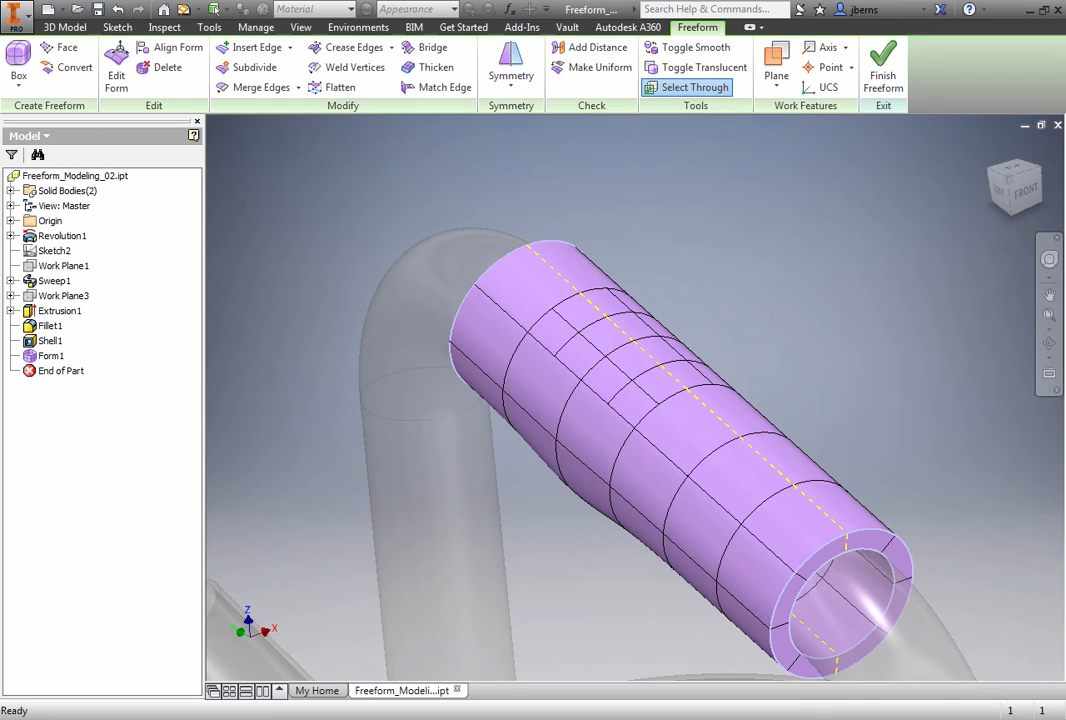 PRO
Material
Appearance
Freeform_...
Search Help & Commands...
jberns
3D Model
Sketch
Inspect
Tools
Manage
View
Environments
BIM
Get Started
Add-Ins
Autodesk A360
Freeform
Box
Face
Convert
Create Freeform
Edit
Form
Align Form
Delete
Edit
Insert Edge
Subdivide
Merge Edges
Crease Edges
Weld Vertices
Flatten
Bridge
Thicken
Match Edge
Modify
Symmetry
Symmetry
Add Distance
Make Uniform
Check
Toggle Smooth
Toggle Translucent
Select Through
Tools
Plane
Axis
Point
UCS
Work Features
Finish
Freeform
Exit
Model
Freeform_Modeling_02.ipt
Solid Bodies(2)
View: Master
Origin
Revolution1
Sketch2
Work Plane1
Sweep1
Work Plane3
Extrusion1
Fillet1
Shell1
Form1
End of Part
FRONT
Z
X
My Home
Freeform_Modeli...ipt
Ready
1
1